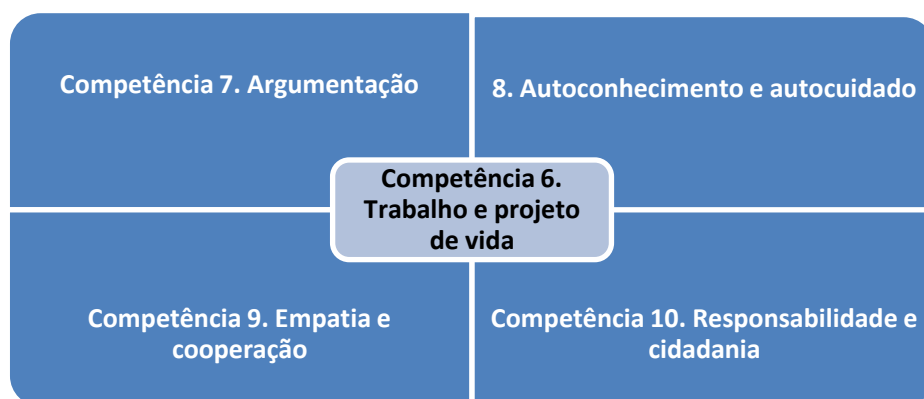 Competência 7. Argumentação
8. Autoconhecimento e autocuidado
Competência 6.
Trabalho e projeto
de vida
Competência 9. Empatia e
cooperação
Competência 10. Responsabilidade e
cidadania